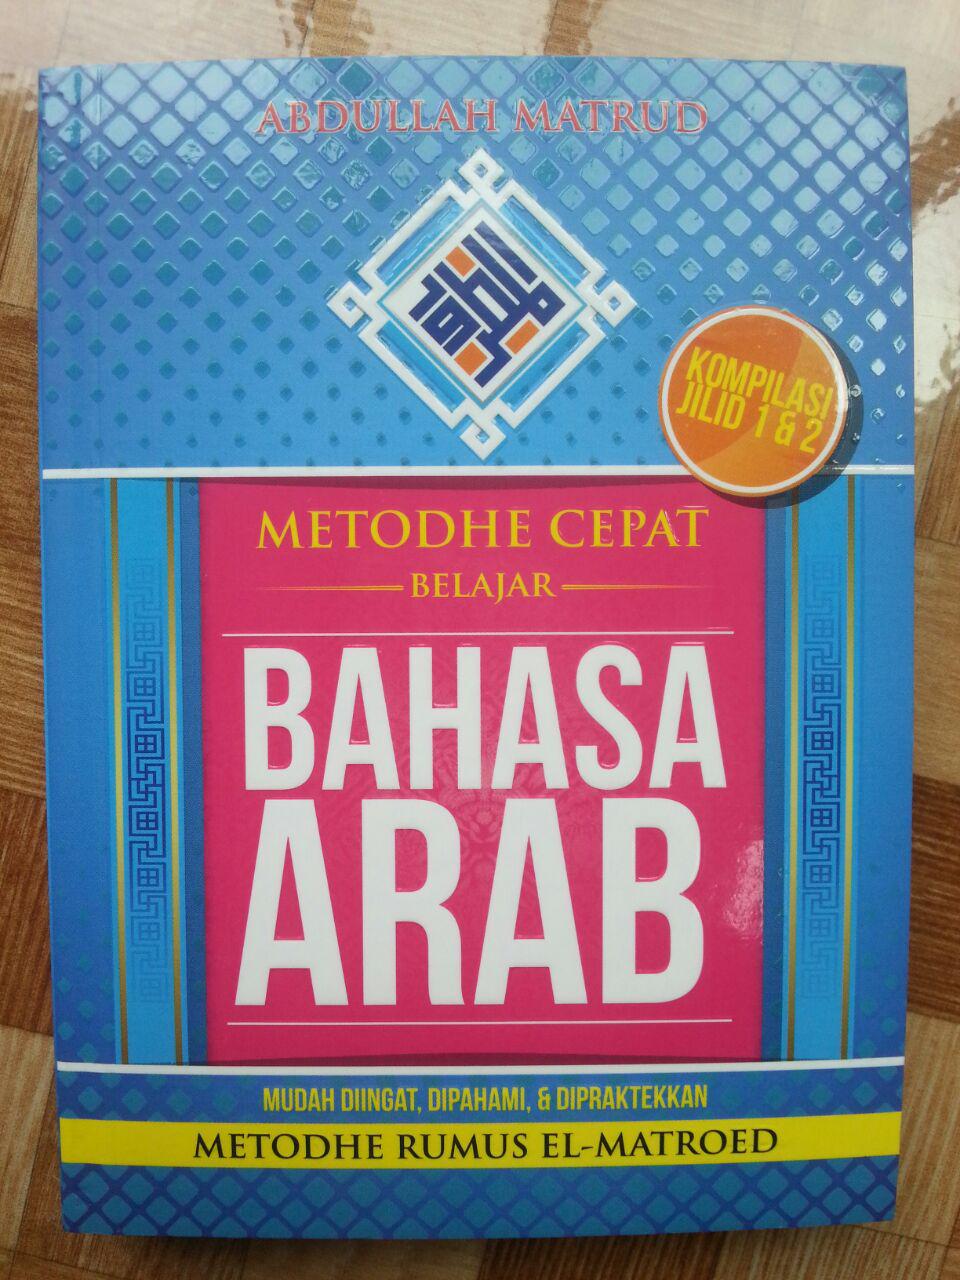 ABDULLAH MATRUD
KOMPILASI
JILID 1 & 2
METODHE CEPAT
BELAJAR
BAHASA
ARAB
MUDAH DIINGAT, DIPAHAMI, & DIPRAKTEKKAN
METODHE RUMUS EL-MATROED